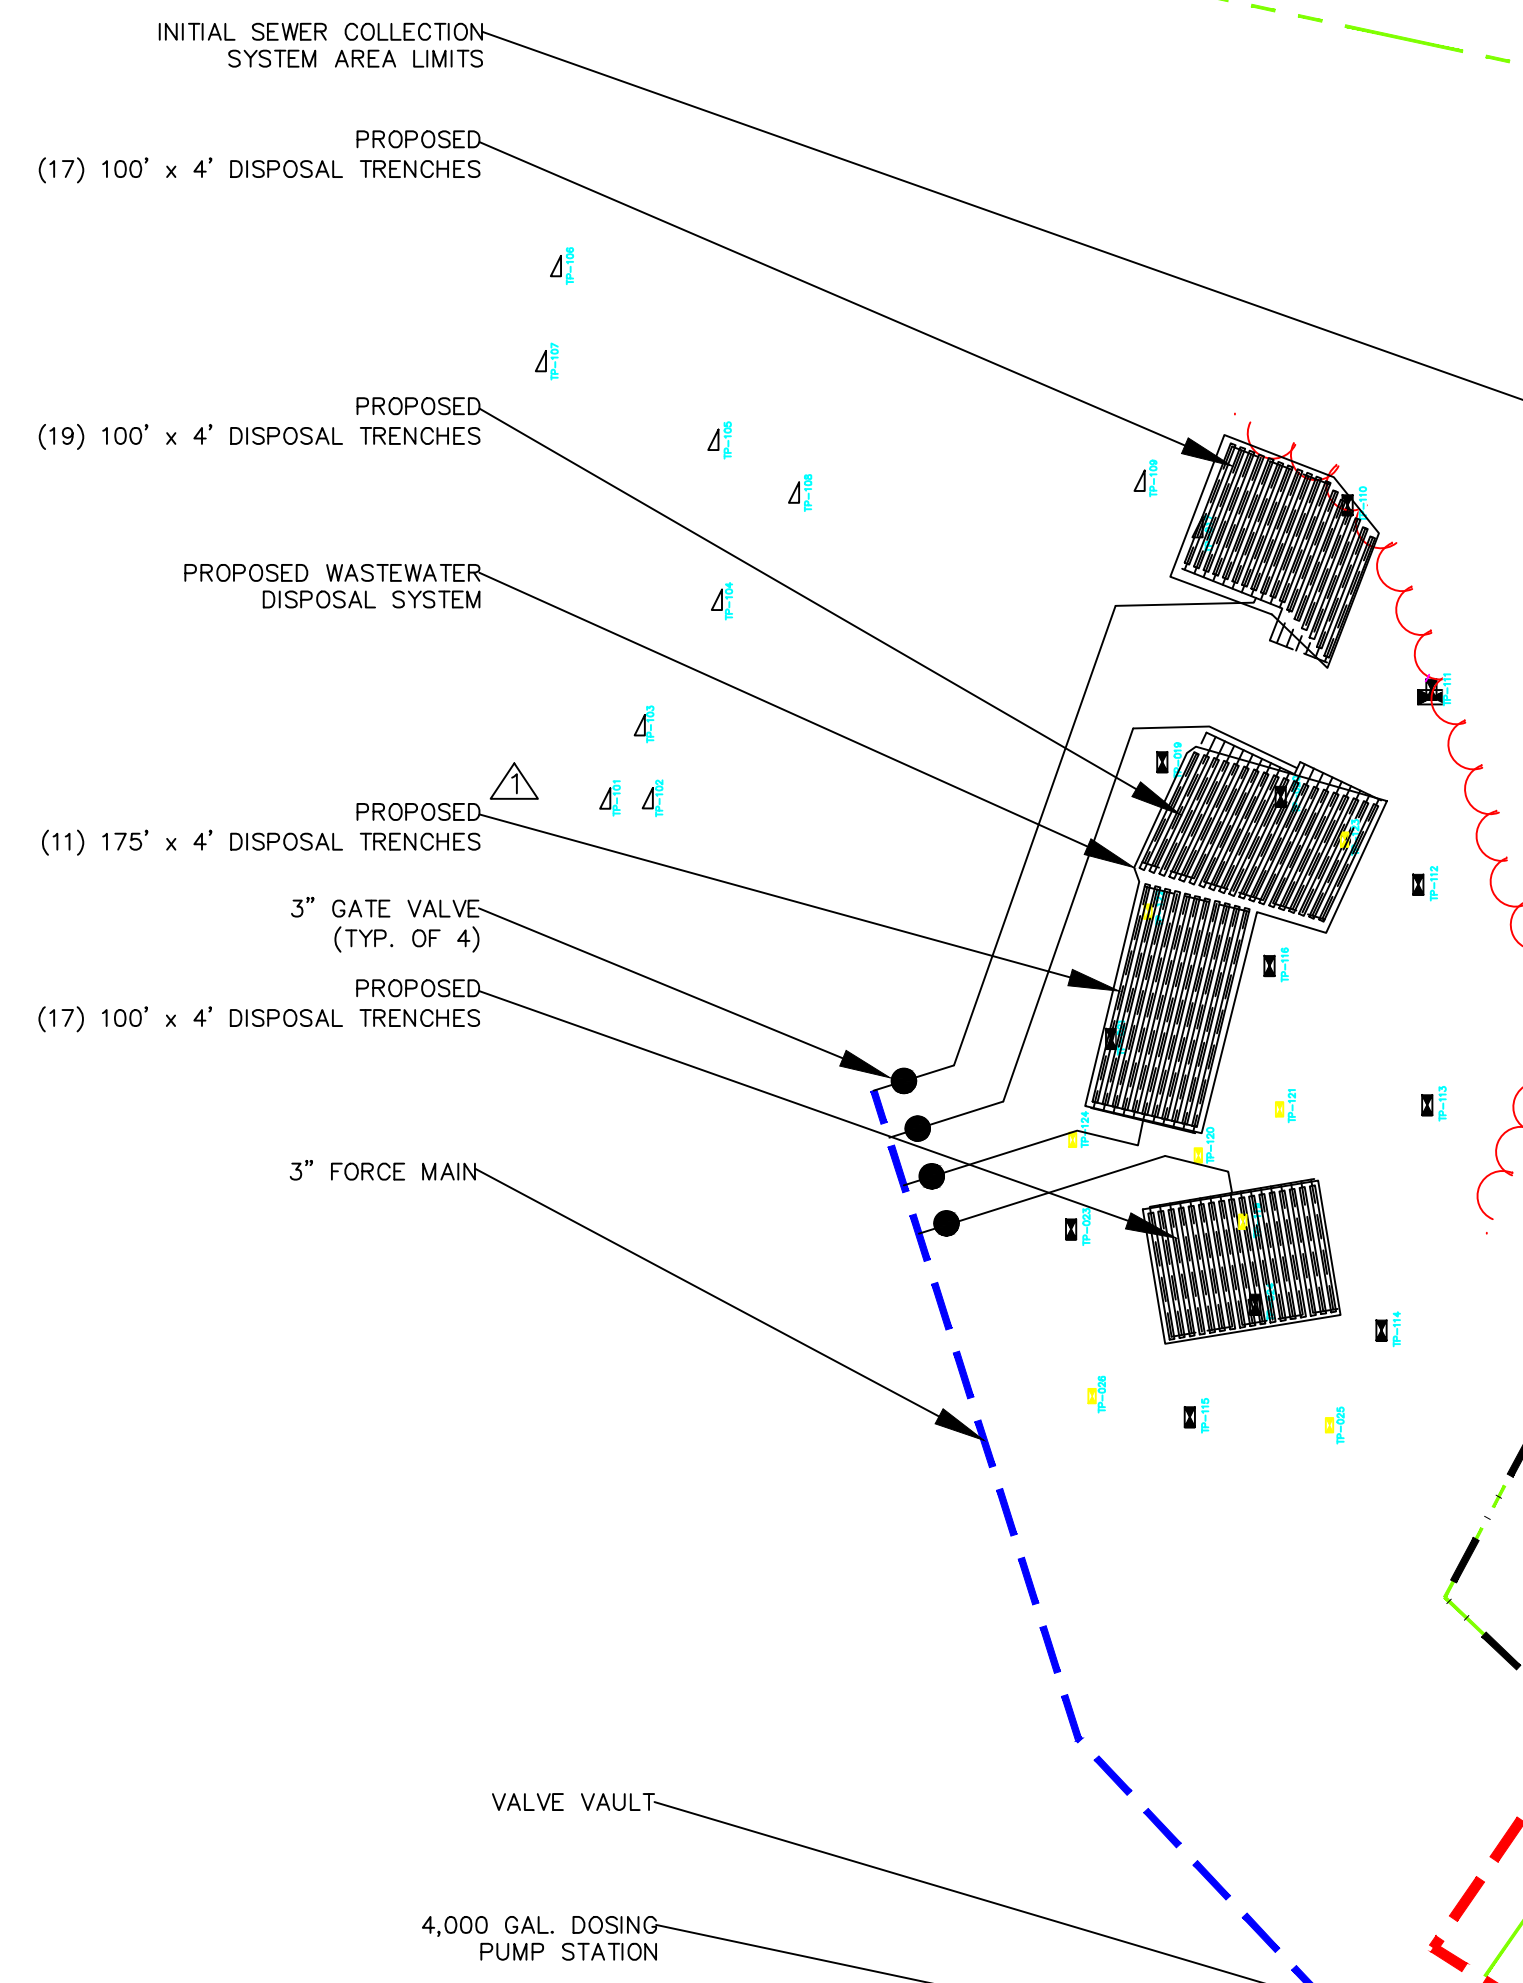 INITIAL SEWER COLLECTION
SYSTEM AREA LIMITS
PROPOSED
(17) 100' x 4' DISPOSAL TRENCHES
TP-106
TP-107
PROPOSED
(19) 100' x 4' DISPOSAL TRENCHES
TP-105
TP-108
TP-109
TP-110
PROPOSED WASTEWATER
DISPOSAL SYSTEM
TP-104
TP-111
TP-103
TP-019
1
TP-101
TP-102
PROPOSED
(11) 175' x 4' DISPOSAL TRENCHES
TP-112
3" GATE VALVE
(TYP. OF 4)
TP-116
PROPOSED
(17) 100' x 4' DISPOSAL TRENCHES
TP-121
TP-113
TP-124
TP-120
3" FORCE MAIN
TP-023
TP-114
TP-026
TP-115
TP-025
VALVE VAULT
4,000 GAL. DOSING
PUMP STATION